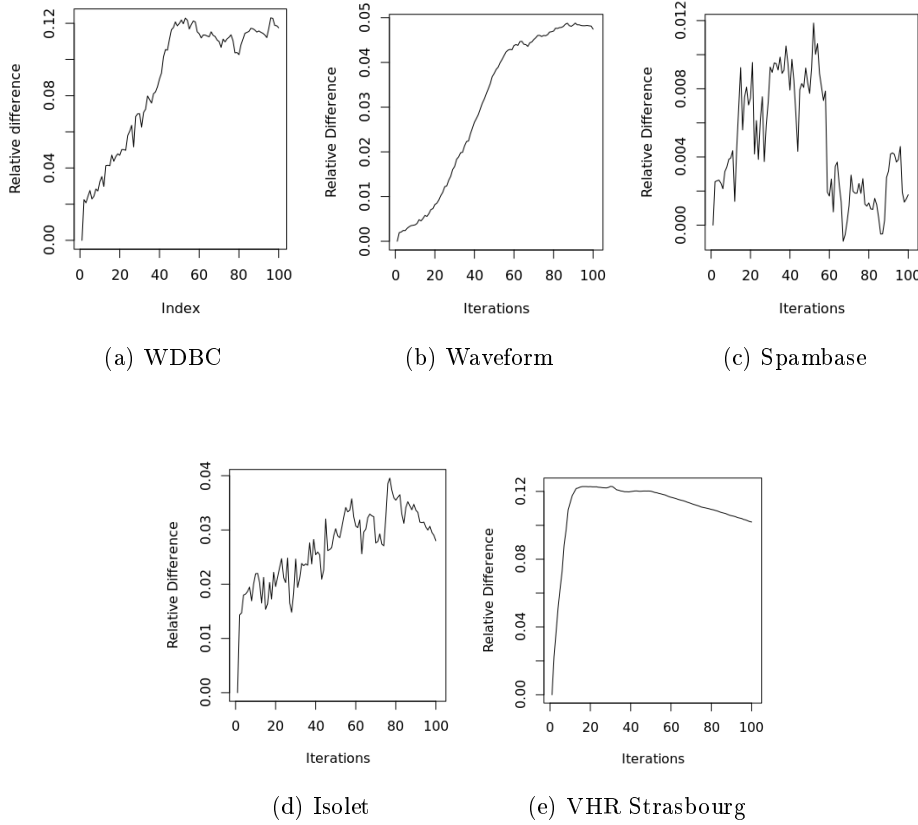 0.00 0.04 0.08 0.12
Relative difference
0 20 40 60 80 100
Index
(a) WDBC
0.00 0.01 0.02 0.03 0.04 0.05
Relative Difference
0 20 40 60 80 100
Iterations
(b) Waveform
0.000 0.004 0.008 0.012
Relative Difference
0 20 40 60 80 100
Iterations
(c) Spambase
0.00 0.01 0.02 0.03 0.04
Relative Difference
0 20 40 60 80 100
Iterations
(d) Isolet
0.00 0.04 0.08 0.12
Relative Difference
0 20 40 60 80 100
Iterations
(e) VHR Strasbourg